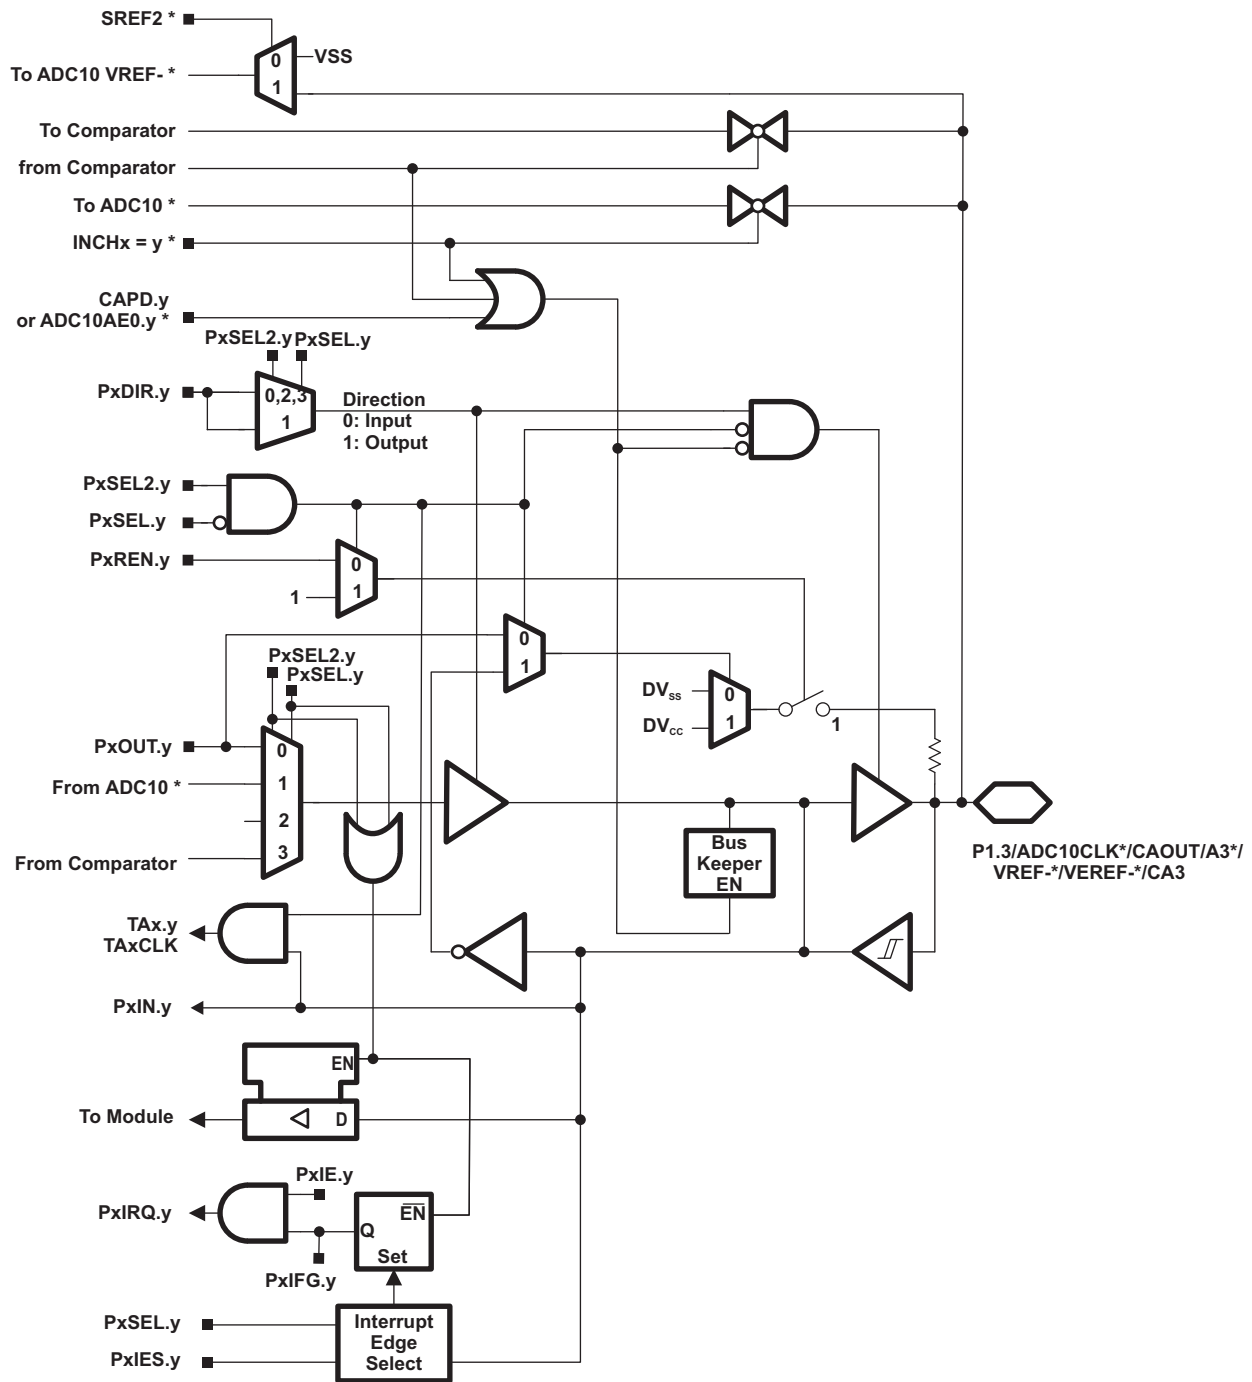 SREF2 *
VSS
0
To ADC10 VREF- *
1
To Comparator
from Comparator
To ADC10 *
INCHx = y *
CAPD.y
or ADC10AE0.y *
PxSEL2.y PxSEL.y
PxDIR.y
0,2,3
1
Direction
0: Input
1: Output
PxSEL2.y
PxSEL.y
PxREN.y
0
1
1
0
1
PxSEL2.y
PxSEL.y
DVSS
0
DVCC
1
1
PxOUT.y
0
From ADC10 *
1
2
From Comparator
3
Bus
Keeper
EN
P1.3/ADC10CLK*/CAOUT/A3*/
VREF-*/VEREF-*/CA3
TAx.y
TAxCLK
PxIN.y
EN
To Module
D
PxIE.y
PxIRQ.y
EN
Q
Set
PxIFG.y
PxSEL.y
PxIES.y
Interrupt
Edge
Select